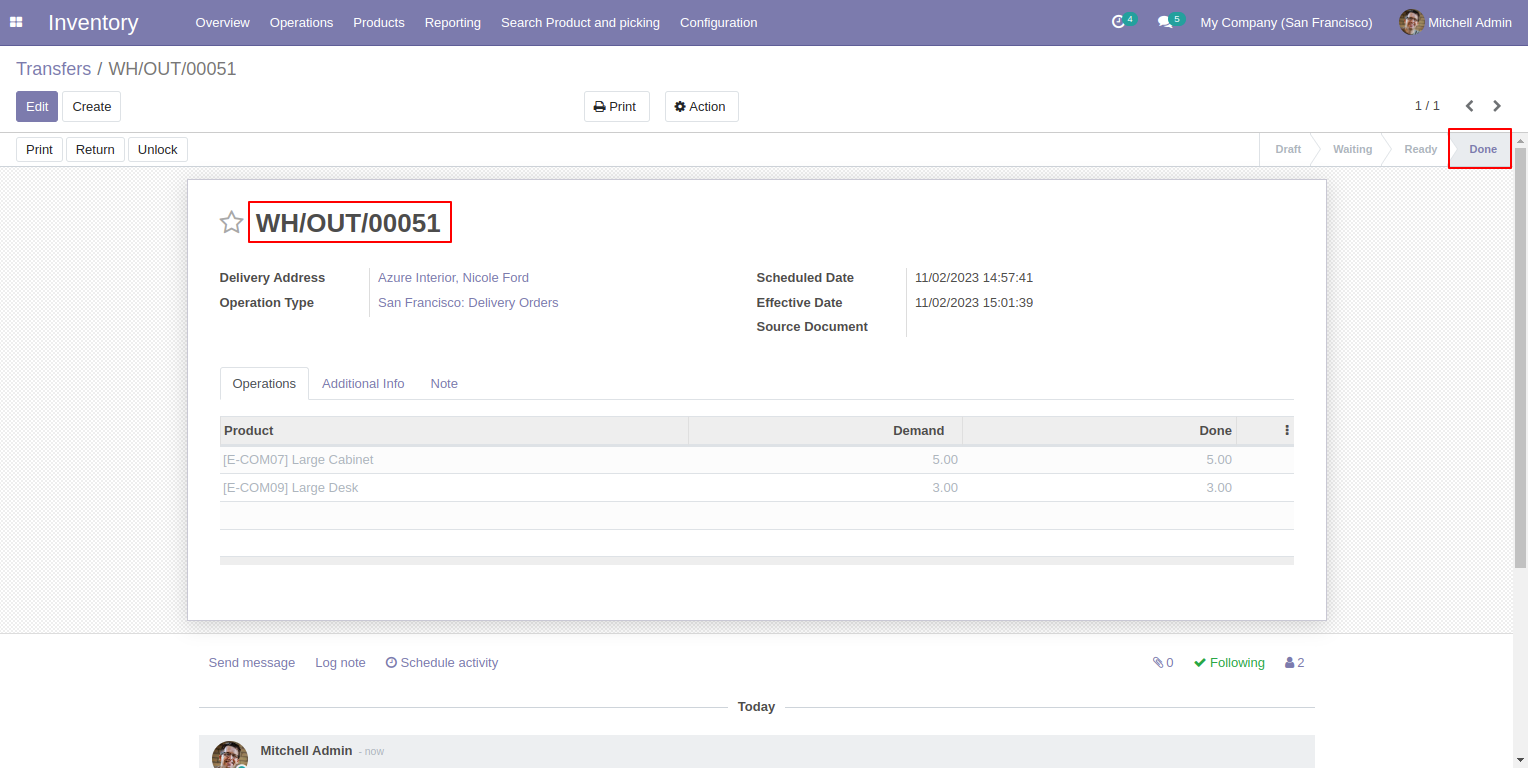 Inventory Overview Operations Products Reporting Search Product and picking Configuration 4 5 My Company (San Francisco) Mitchell Admin
Transfers / WH/OUT/00051
Edit Create Print Action 1 / 1
Print Return Unlock Draft Waiting Ready Done
WH/OUT/00051
Delivery Address Azure Interior, Nicole Ford Scheduled Date 11/02/2023 14:57:41
Operation Type San Francisco: Delivery Orders Effective Date 11/02/2023 15:01:39
Source Document
Operations Additional Info Note
Product Demand Done
[E-COM07] Large Cabinet 5.00 5.00
[E-COM09] Large Desk 3.00 3.00
Send message Log note Schedule activity 0 Following 2
Today
Mitchell Admin - now